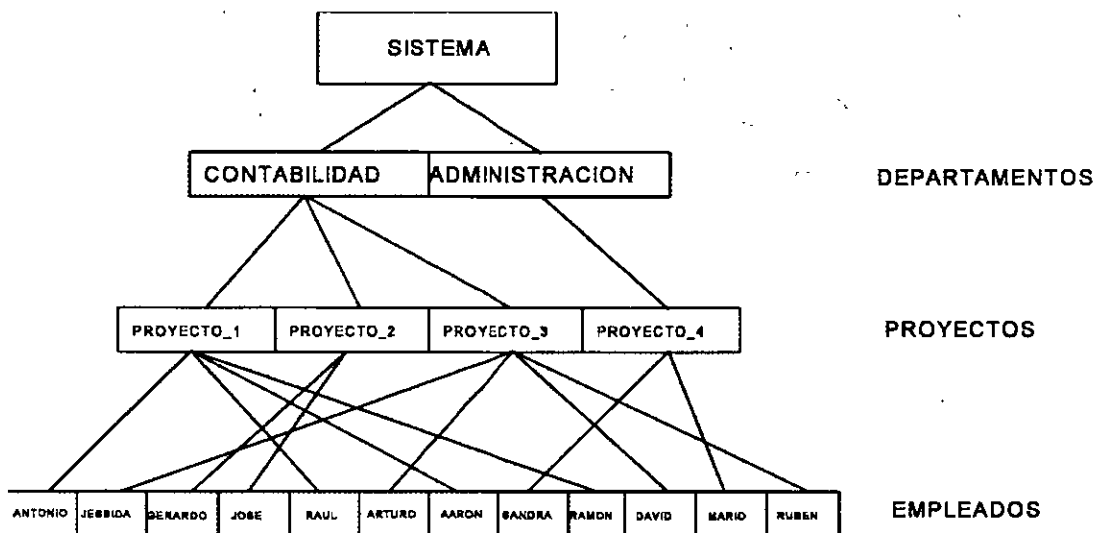 SISTEMA
CONTABILIDAD ADMINISTRACION DEPARTAMENTOS
PROYECTO_1 PROYECTO_2 PROYECTO_3 PROYECTO_4 PROYECTOS
ANTONIO JESSIDA GERARDO JOSE RAUL ARTURO AARON SANDRA RAMON DAVID MARIO RUBEN EMPLEADOS